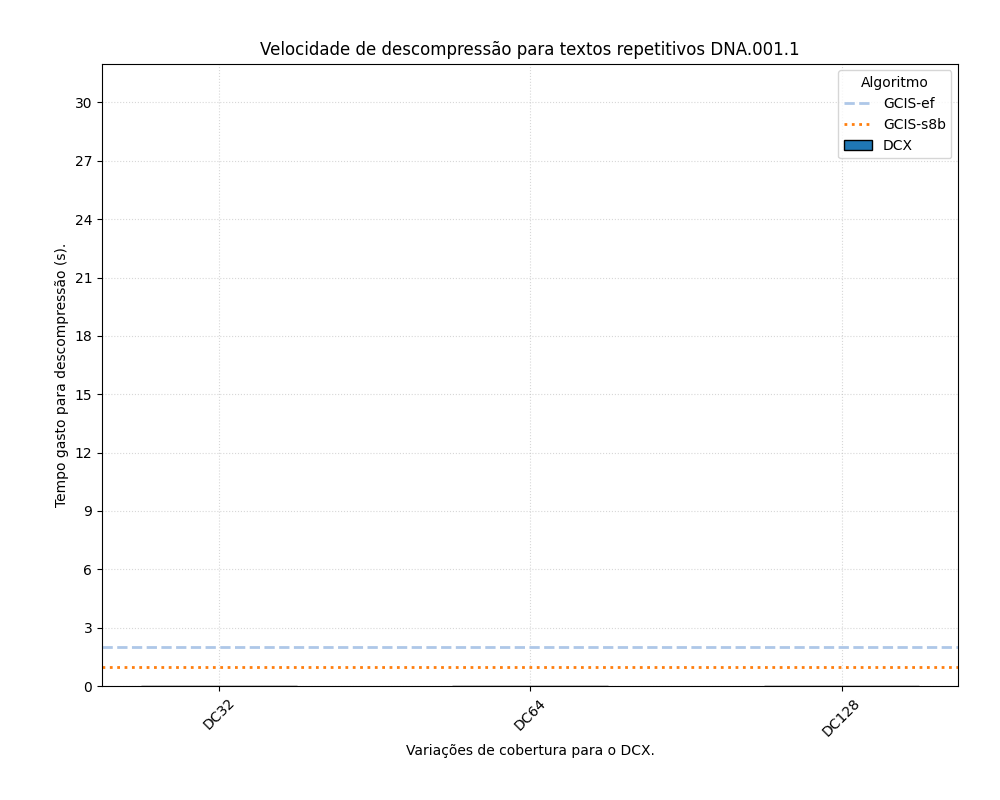 Velocidade de descompressão para textos repetitivos DNA.001.1
Algoritmo
GCIS-ef
GCIS-s8b
DCX
30
27
24
21
18
15
12
9
6
3
0
Tempo gasto para descompressão (s).
DC32
DC64
DC128
Variações de cobertura para o DCX.